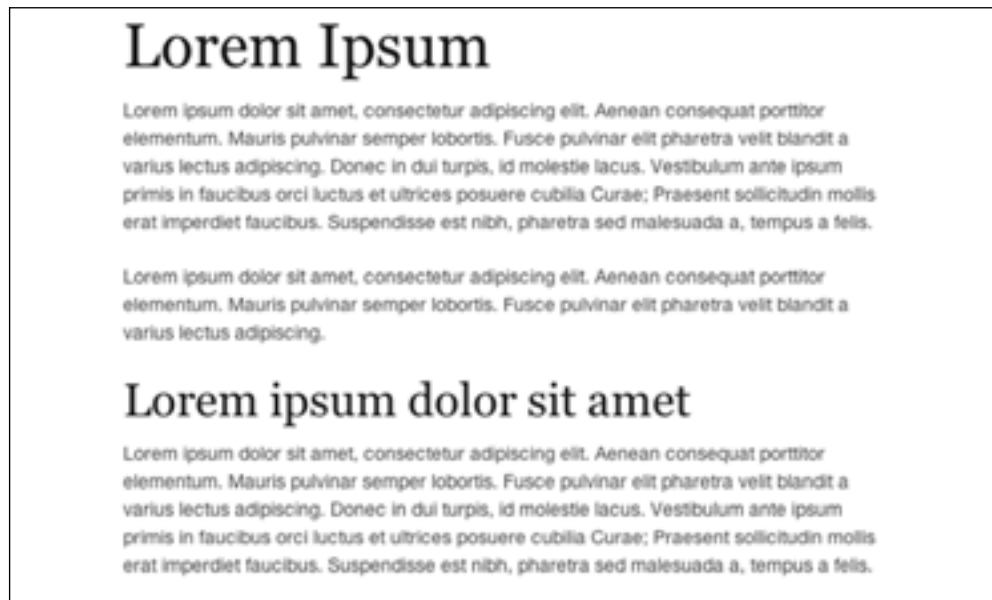 Lorem Ipsum
Lorem ipsum dolor sit amet, consectetur adipiscing elit. Aenean consequat porttitor
elementum. Mauris pulvinar semper lobortis. Fusce pulvinar elit pharetra velit blandit a
varius lectus adipiscing. Donec in dui turpis, id molestie lacus. Vestibulum ante ipsum
primis in faucibus orci luctus et ultrices posuere cubilia Curae; Praesent sollicitudin mollis
erat imperdiet faucibus. Suspendisse est nibh, pharetra sed malesuada a, tempus a felis.
Lorem ipsum dolor sit amet, consectetur adipiscing elit. Aenean consequat porttitor
elementum. Mauris pulvinar semper lobortis. Fusce pulvinar elit pharetra velit blandit a
varius lectus adipiscing.
Lorem ipsum dolor sit amet
Lorem ipsum dolor sit amet, consectetur adipiscing elit. Aenean consequat porttitor
elementum. Mauris pulvinar semper lobortis. Fusce pulvinar elit pharetra velit blandit a
varius lectus adipiscing. Donec in dui turpis, id molestie lacus. Vestibulum ante ipsum
primis in faucibus orci luctus et ultrices posuere cubilia Curae; Praesent sollicitudin mollis
erat imperdiet faucibus. Suspendisse est nibh, pharetra sed malesuada a, tempus a felis.